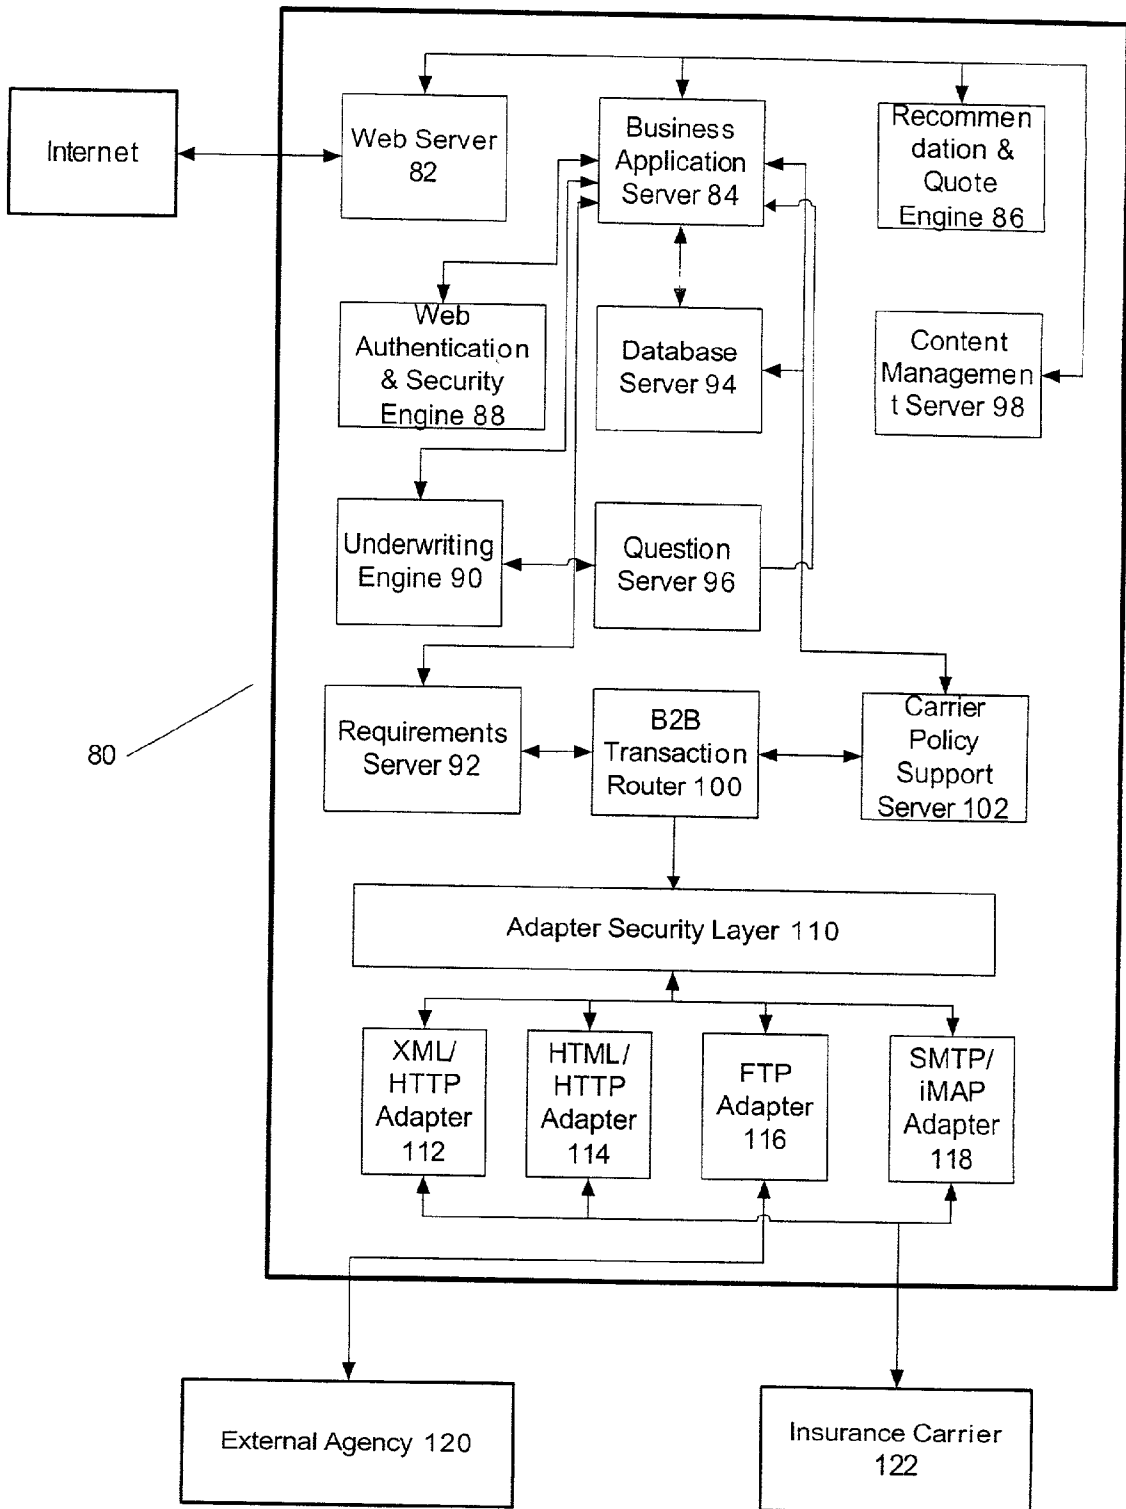 Internet
Web Server
82
Business
Application
Server 84
Recommen
dation &
Quote
Engine 86
Web
Authentication
& Security
Engine 88
Database
Server 94
Content
Managemen
t Server 98
Underwriting
Engine 90
Question
Server 96
80
Requirements
Server 92
B2B
Transaction
Router 100
Carrier
Policy
Support
Server 102
Adapter Security Layer 110
XML/
HTTP
Adapter
112
HTML/
HTTP
Adapter
114
FTP
Adapter
116
SMTP/
iMAP
Adapter
118
External Agency 120
Insurance Carrier
122